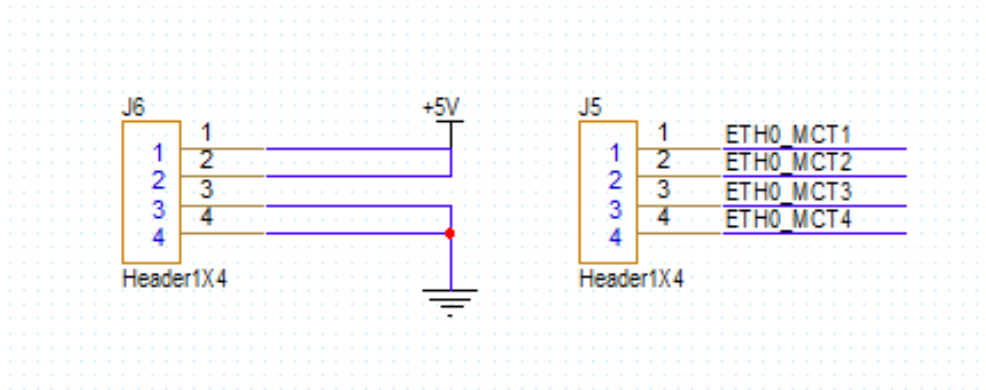 J6
1
2
3
4
1
2
3
4
Header1X4
+5V
J5
1
2
3
4
1
2
3
4
ETH0_MCT1
ETH0_MCT2
ETH0_MCT3
ETH0_MCT4
Header1X4